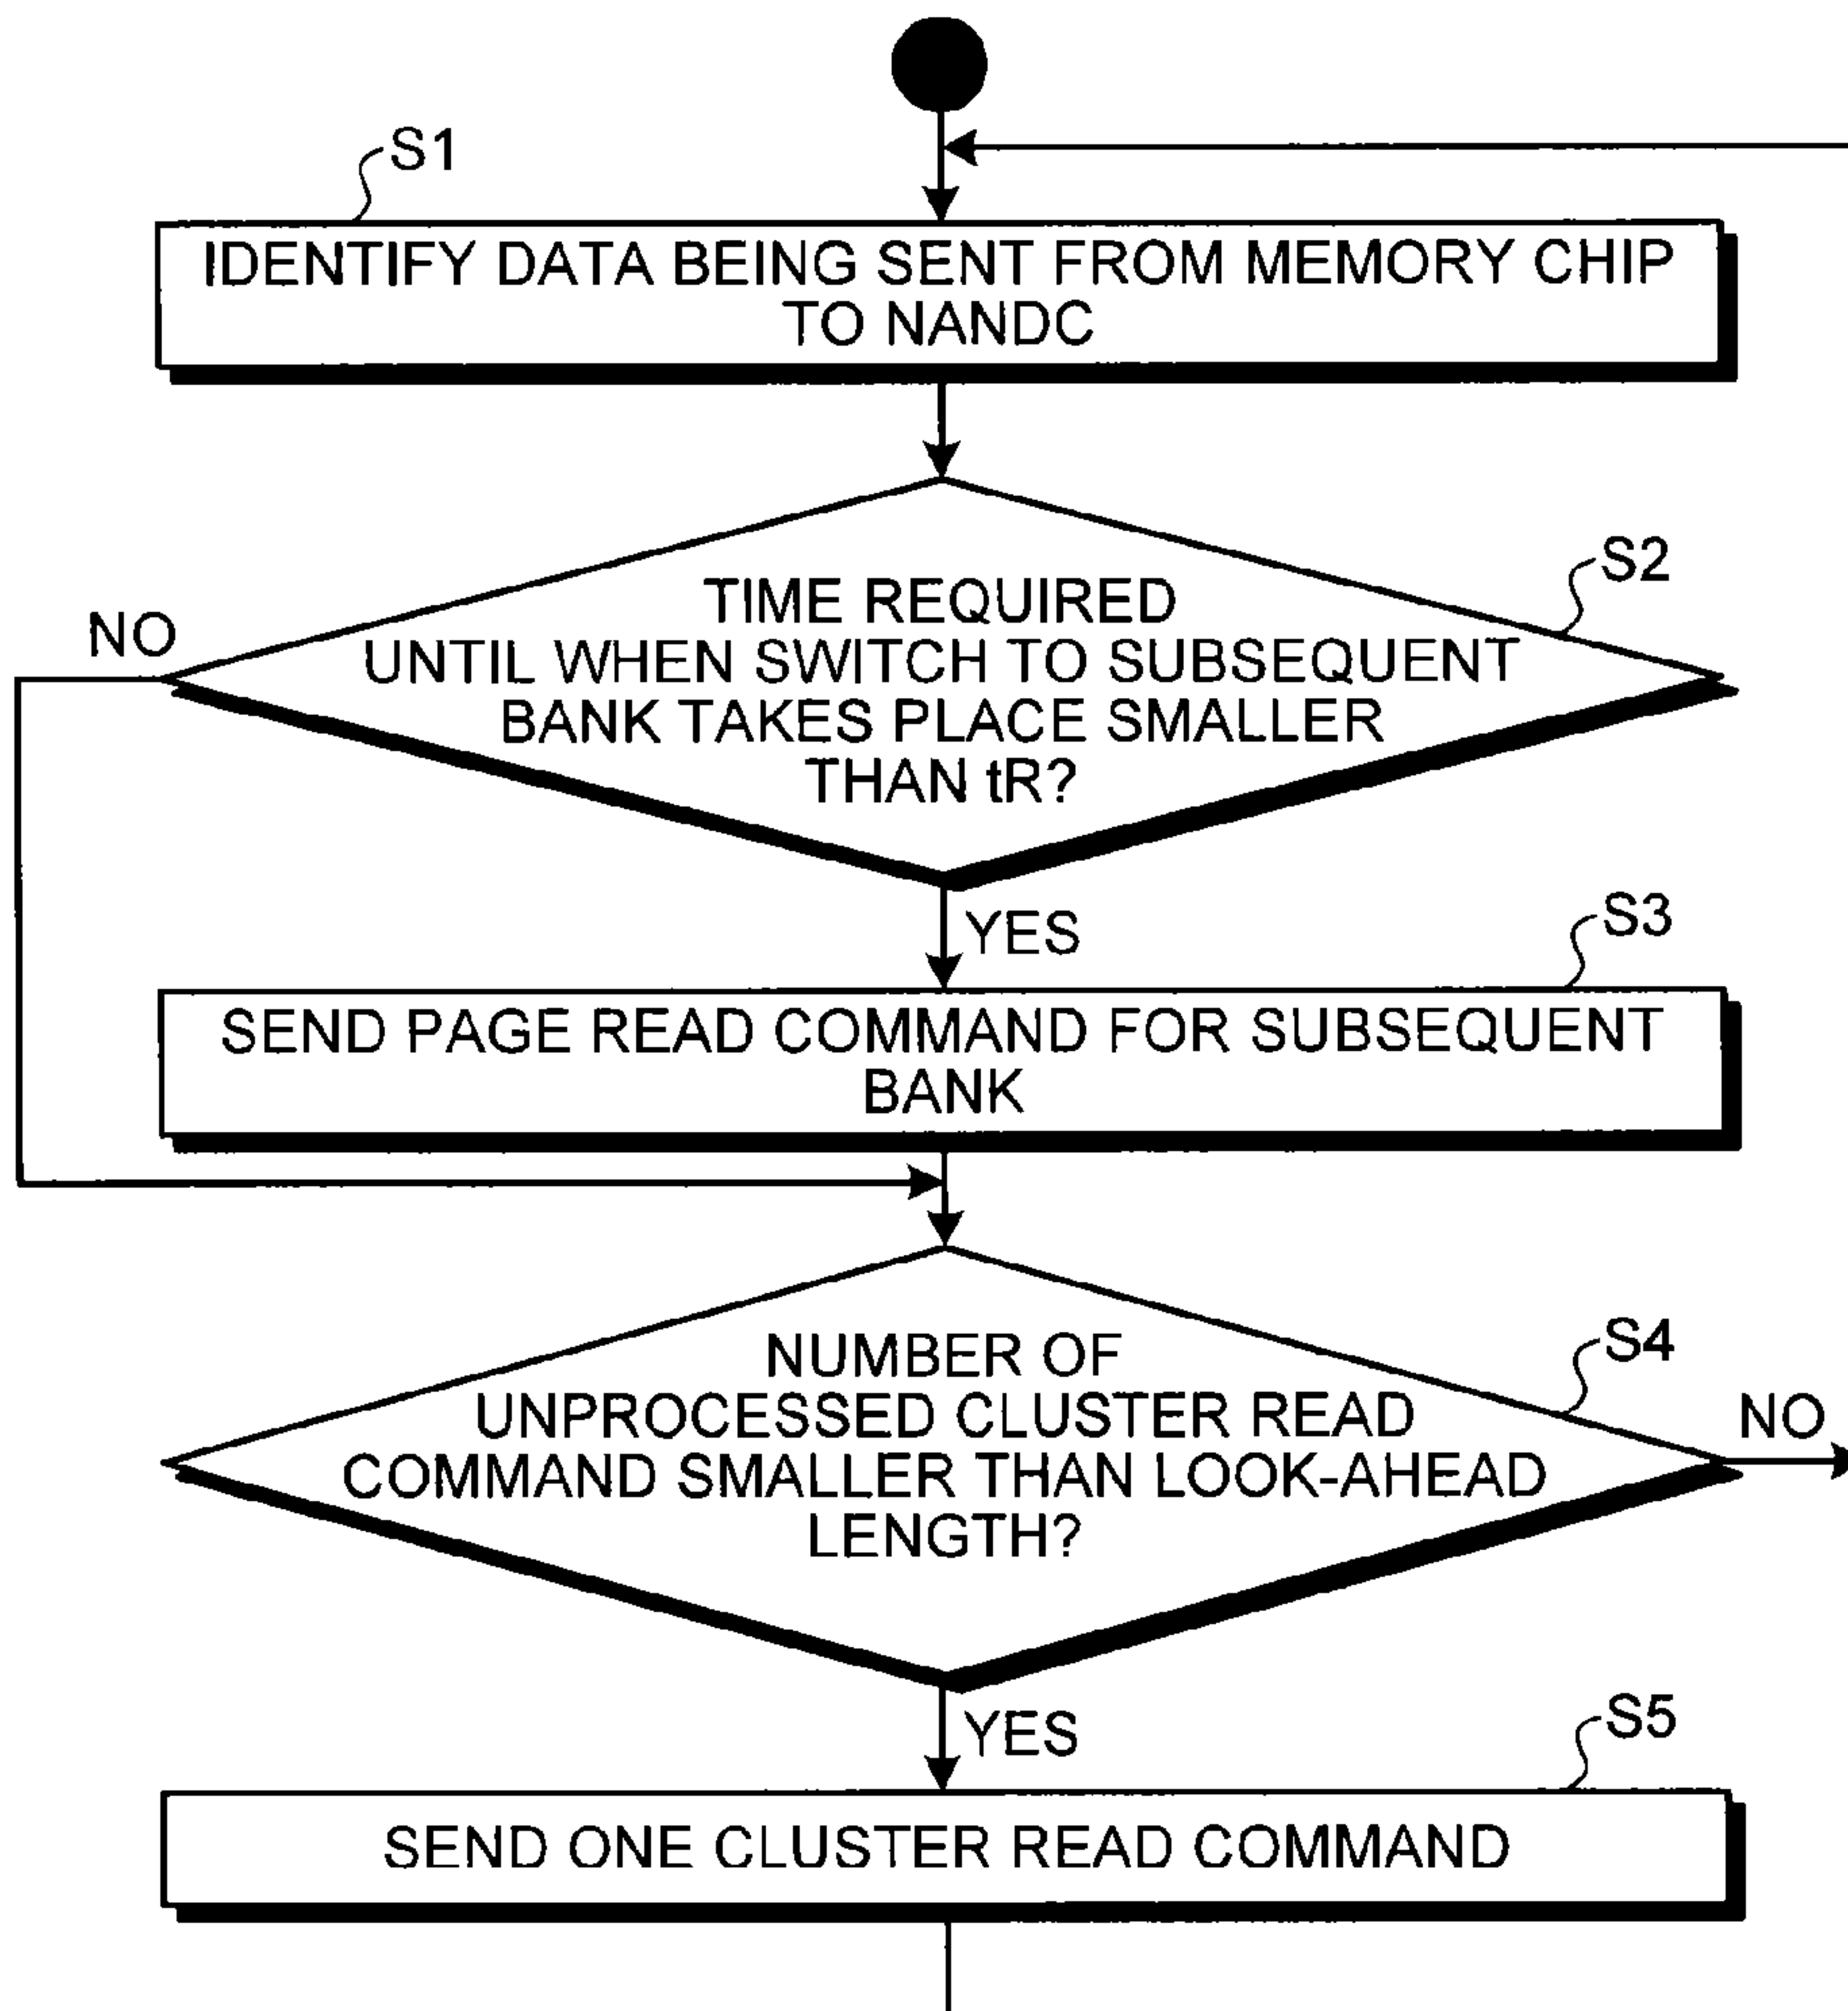 S1
IDENTIFY DATA BEING SENT FROM MEMORY CHIP
TO NANDC
S2
NO
TIME REQUIRED
UNTIL WHEN SWITCH TO SUBSEQUENT
BANK TAKES PLACE SMALLER
THAN tR?
YES
S3
SEND PAGE READ COMMAND FOR SUBSEQUENT
BANK
S4
NO
NUMBER OF
UNPROCESSED CLUSTER READ
COMMAND SMALLER THAN LOOK-AHEAD
LENGTH?
YES
S5
SEND ONE CLUSTER READ COMMAND